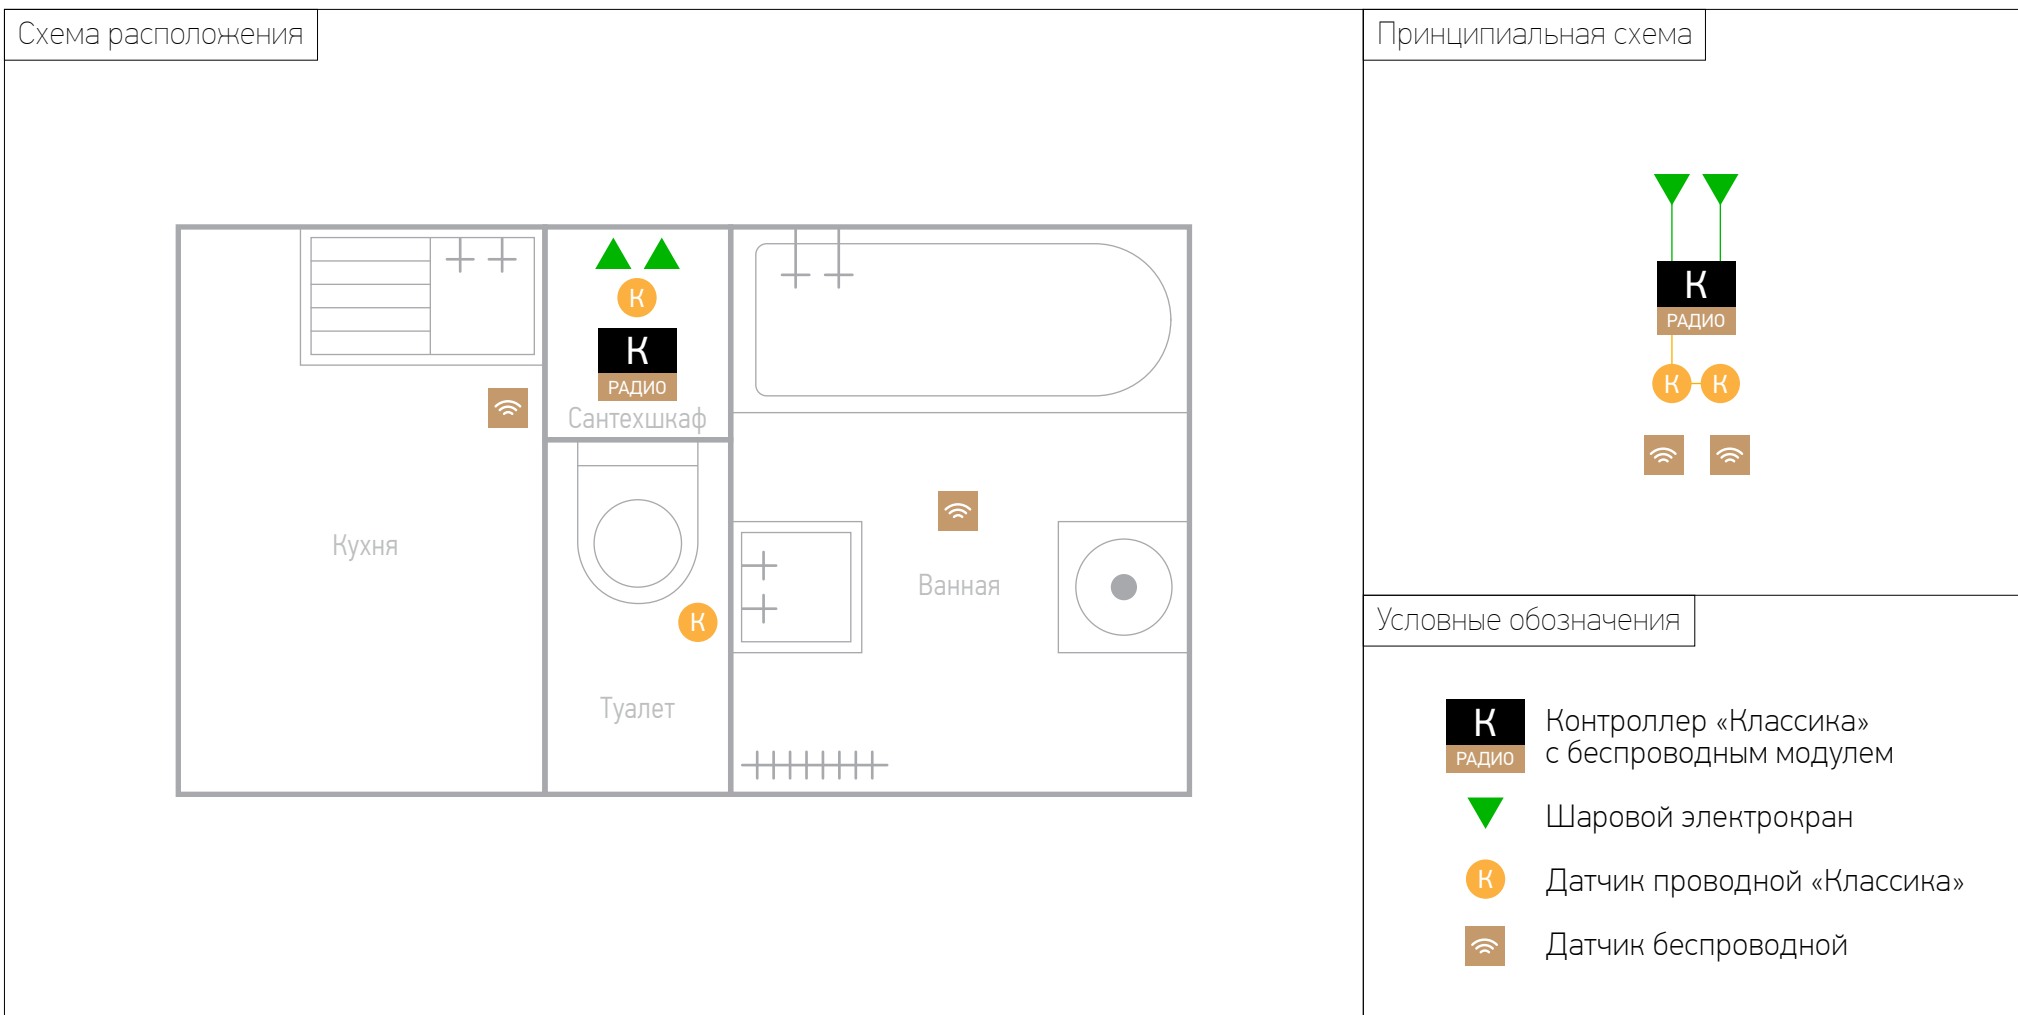 Схема расположения
К
К
РАДИО
Сантехшкаф
Кухня
К
Ванная
Туалет
Принципиальная схема
К
РАДИО
К К
Условные обозначения
К
РАДИО
Контроллер «Классика»
с беспроводным модулем
Шаровой электрокран
К
Датчик проводной «Классика»
Датчик беспроводной